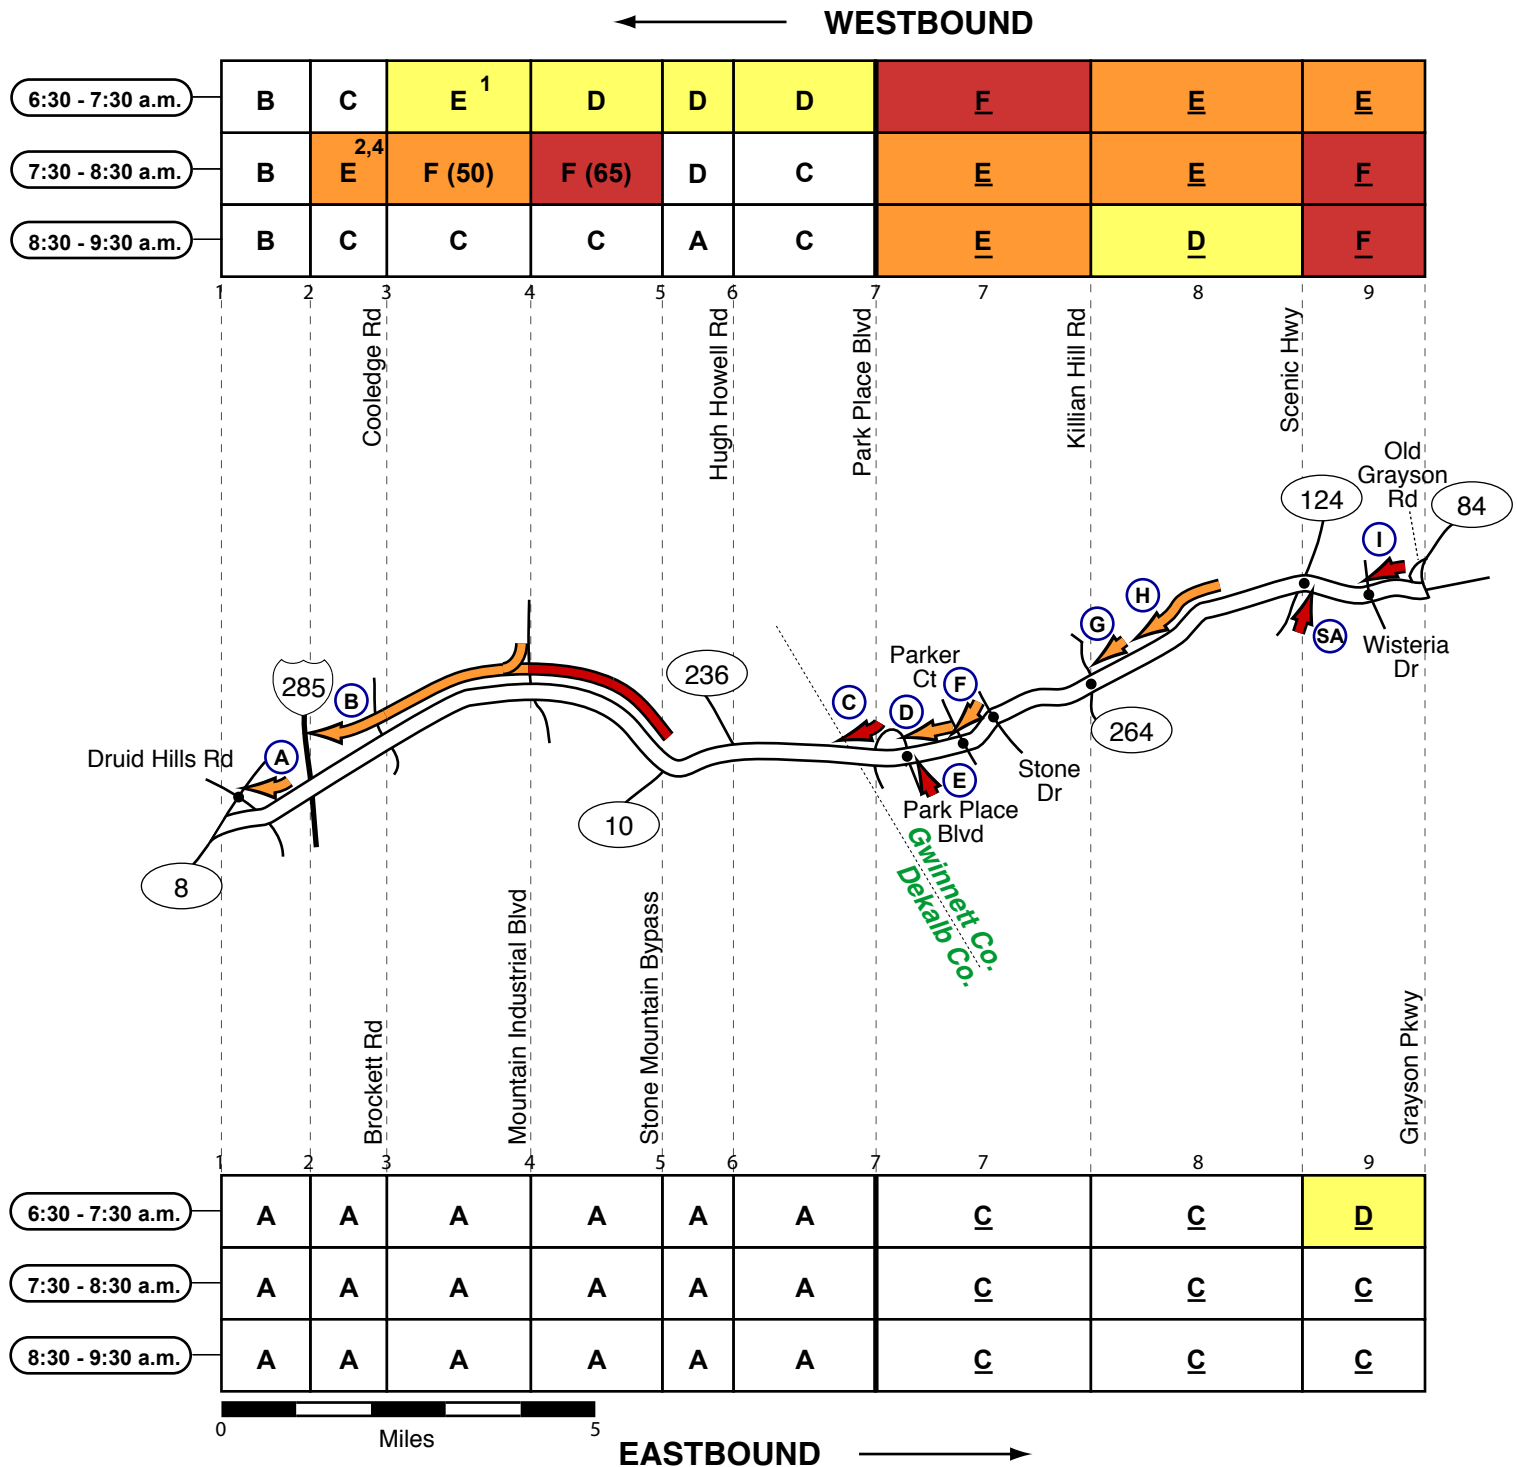 WESTBOUND
6:30 - 7:30 a.m. B C E 1 D D D F E E
7:30 - 8:30 a.m. B E 2,4 F (50) F (65) D C E E F
8:30 - 9:30 a.m. B C C C A C E D F
1 2 3 4 5 6 7 7 8 9
Cooledge Rd
Hugh Howell Rd
Park Place Blvd
Killian Hill Rd
Scenic Hwy
Old
Grayson
Rd
124
84
I
H
G
SA
Wisteria
Dr
Parker
Ct
F
236
285
B
C
D
264
Druid Hills Rd
A
Stone
Dr
E
Park Place
Blvd
10
8
Gwinnett Co.
Dekalb Co.
Brockett Rd
Mountain Industrial Blvd
Stone Mountain Bypass
Grayson Pkwy
1 2 3 4 5 6 7 7 8 9
6:30 - 7:30 a.m. A A A A A A C C D
7:30 - 8:30 a.m. A A A A A A C C C
8:30 - 9:30 a.m. A A A A A A C C C
0 5
Miles
EASTBOUND